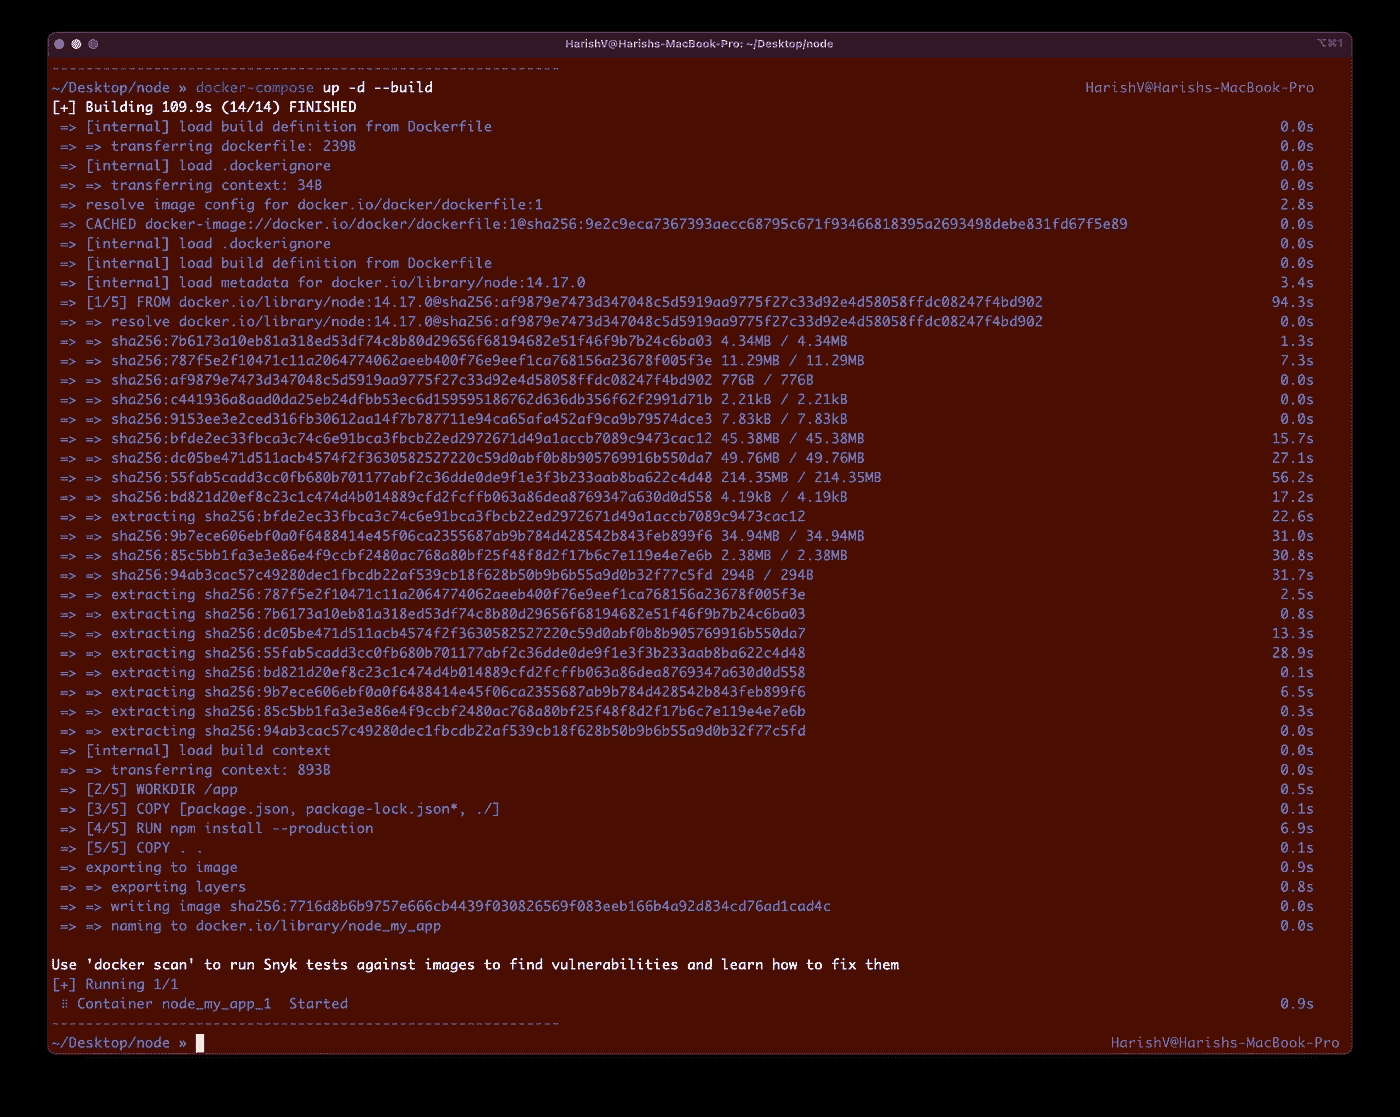 HarishV@Harishs-MacBook-Pro: ~/Desktop/node
⌥⌘1
~/Desktop/node » docker-compose up -d --build HarishV@Harishs-MacBook-Pro
[+] Building 109.9s (14/14) FINISHED
=> [internal] load build definition from Dockerfile 0.0s
=> => transferring dockerfile: 239B 0.0s
=> [internal] load .dockerignore 0.0s
=> => transferring context: 34B 0.0s
=> resolve image config for docker.io/docker/dockerfile:1 2.8s
=> CACHED docker-image://docker.io/docker/dockerfile:1@sha256:9e2c9eca7367393aecc68795c671f93466818395a2693498debe831fd67f5e89 0.0s
=> [internal] load .dockerignore 0.0s
=> [internal] load build definition from Dockerfile 0.0s
=> [internal] load metadata for docker.io/library/node:14.17.0 3.4s
=> [1/5] FROM docker.io/library/node:14.17.0@sha256:af9879e7473d347048c5d5919aa9775f27c33d92e4d58058ffdc08247f4bd902 94.3s
=> => resolve docker.io/library/node:14.17.0@sha256:af9879e7473d347048c5d5919aa9775f27c33d92e4d58058ffdc08247f4bd902 0.0s
=> => sha256:7b6173a10eb81a318ed53df74c8b80d29656f68194682e51f46f9b7b24c6ba03 4.34MB / 4.34MB 1.3s
=> => sha256:787f5e2f10471c11a2064774062aeeb400f76e9eef1ca768156a23678f005f3e 11.29MB / 11.29MB 7.3s
=> => sha256:af9879e7473d347048c5d5919aa9775f27c33d92e4d58058ffdc08247f4bd902 776B / 776B 0.0s
=> => sha256:c441936a8aad0da25eb24dfbb53ec6d159595186762d636db356f62f2991d71b 2.21kB / 2.21kB 0.0s
=> => sha256:9153ee3e2ced316fb30612aa14f7b787711e94ca65afa452af9ca9b79574dce3 7.83kB / 7.83kB 0.0s
=> => sha256:bfde2ec33fbca3c74c6e91bca3fbcb22ed2972671d49a1accb7089c9473cac12 45.38MB / 45.38MB 15.7s
=> => sha256:dc05be471d511acb4574f2f3630582527220c59d0abf0b8b905769916b550da7 49.76MB / 49.76MB 27.1s
=> => sha256:55fab5cadd3cc0fb680b701177abf2c36dde0de9f1e3f3b233aab8ba622c4d48 214.35MB / 214.35MB 56.2s
=> => sha256:bd821d20ef8c23c1c474d4b014889cfd2fcffb063a86dea8769347a630d0d558 4.19kB / 4.19kB 17.2s
=> => extracting sha256:bfde2ec33fbca3c74c6e91bca3fbcb22ed2972671d49a1accb7089c9473cac12 22.6s
=> => sha256:9b7ece606ebf0a0f6488414e45f06ca2355687ab9b784d428542b843feb899f6 34.94MB / 34.94MB 31.0s
=> => sha256:85c5bb1fa3e3e86e4f9ccbf2480ac768a80bf25f48f8d2f17b6c7e119e4e7e6b 2.38MB / 2.38MB 30.8s
=> => sha256:94ab3cac57c49280dec1fbcdb22af539cb18f628b50b9b6b55a9d0b32f77c5fd 294B / 294B 31.7s
=> => extracting sha256:787f5e2f10471c11a2064774062aeeb400f76e9eef1ca768156a23678f005f3e 2.5s
=> => extracting sha256:7b6173a10eb81a318ed53df74c8b80d29656f68194682e51f46f9b7b24c6ba03 0.8s
=> => extracting sha256:dc05be471d511acb4574f2f3630582527220c59d0abf0b8b905769916b550da7 13.3s
=> => extracting sha256:55fab5cadd3cc0fb680b701177abf2c36dde0de9f1e3f3b233aab8ba622c4d48 28.9s
=> => extracting sha256:bd821d20ef8c23c1c474d4b014889cfd2fcffb063a86dea8769347a630d0d558 0.1s
=> => extracting sha256:9b7ece606ebf0a0f6488414e45f06ca2355687ab9b784d428542b843feb899f6 6.5s
=> => extracting sha256:85c5bb1fa3e3e86e4f9ccbf2480ac768a80bf25f48f8d2f17b6c7e119e4e7e6b 0.3s
=> => extracting sha256:94ab3cac57c49280dec1fbcdb22af539cb18f628b50b9b6b55a9d0b32f77c5fd 0.0s
=> [internal] load build context 0.0s
=> => transferring context: 893B 0.0s
=> [2/5] WORKDIR /app 0.5s
=> [3/5] COPY [package.json, package-lock.json*, ./] 0.1s
=> [4/5] RUN npm install --production 6.9s
=> [5/5] COPY . . 0.1s
=> exporting to image 0.9s
=> => exporting layers 0.8s
=> => writing image sha256:7716d8b6b9757e666cb4439f030826569f083eeb166b4a92d834cd76ad1cad4c 0.0s
=> => naming to docker.io/library/node_my_app 0.0s
Use 'docker scan' to run Snyk tests against images to find vulnerabilities and learn how to fix them
[+] Running 1/1
⠿ Container node_my_app_1 Started 0.9s
~/Desktop/node » HarishV@Harishs-MacBook-Pro